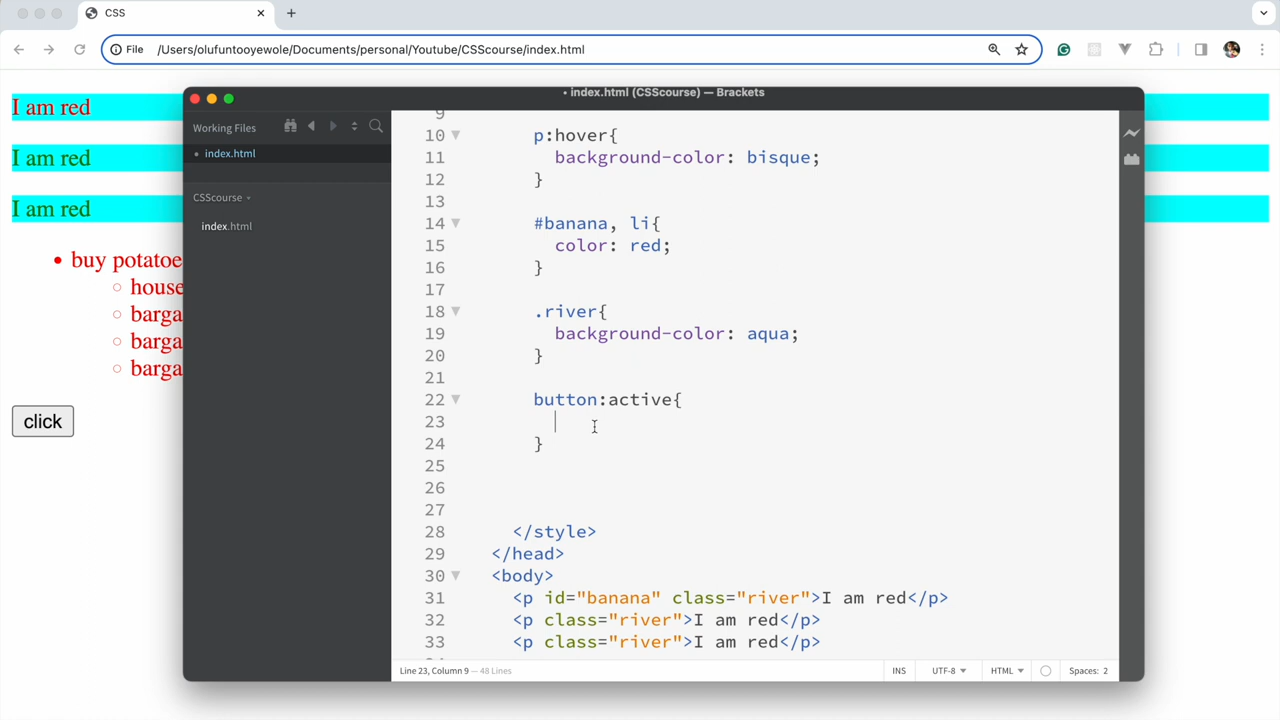 CSS
File /Users/olufuntooyewole/Documents/personal/Youtube/CSScourse/index.html
I am red
I am red
I am red
• buy potatoe
house
barga
barga
barga
click
• index.html (CSScourse) — Brackets
Working Files
• index.html
CSScourse
index.html
9
10 p:hover{
11 background-color: bisque;
12 }
13
14 #banana, li{
15 color: red;
16 }
17
18 .river{
19 background-color: aqua;
20 }
21
22 button:active{
23
24 }
25
26
27
28 </style>
29 </head>
30 <body>
31 <p id="banana" class="river">I am red</p>
32 <p class="river">I am red</p>
33 <p class="river">I am red</p>
Line 23, Column 9 — 48 Lines
INS UTF-8 HTML Spaces: 2